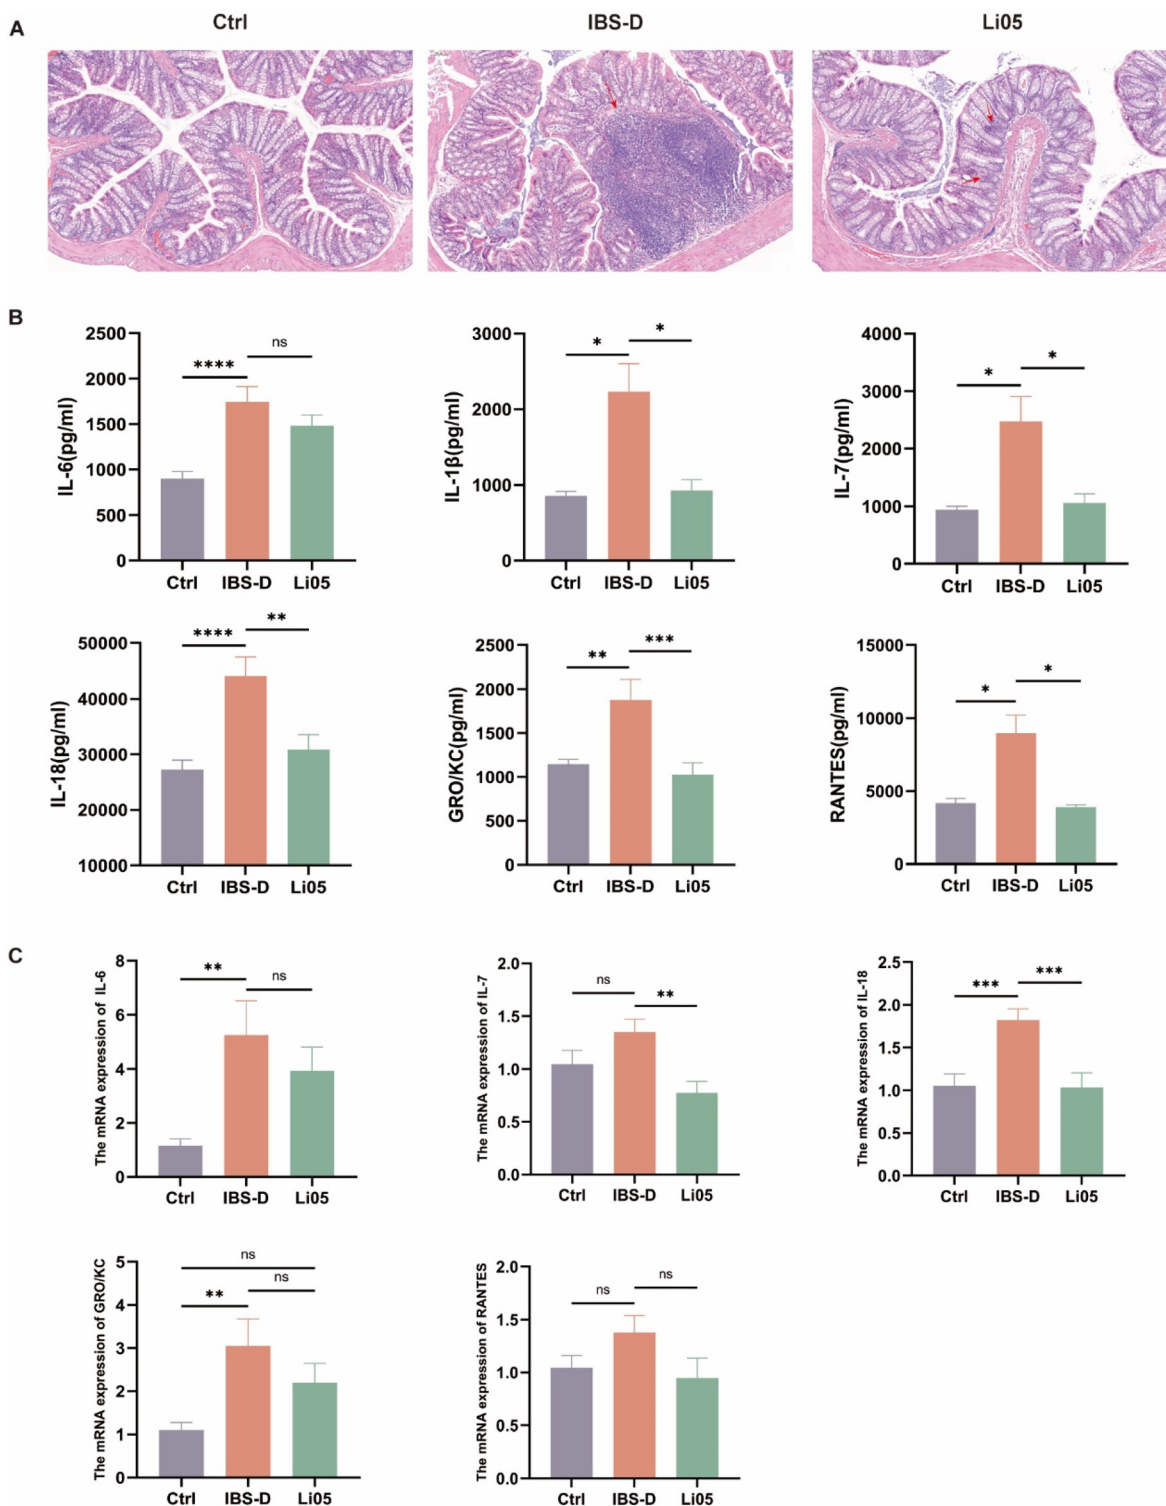 A
Ctrl
IBS-D
Li05
B
IL-6(pg/ml)
2500
2000
1500
1000
500
0
****
ns
Ctrl
IBS-D
Li05
IL-1β(pg/ml)
3000
2000
1000
0
*
*
Ctrl
IBS-D
Li05
IL-7(pg/ml)
4000
3000
2000
1000
0
*
*
Ctrl
IBS-D
Li05
IL-18(pg/ml)
50000
40000
30000
20000
10000
****
**
Ctrl
IBS-D
Li05
GRO/KC(pg/ml)
2500
2000
1500
1000
500
0
**
***
Ctrl
IBS-D
Li05
RANTES(pg/ml)
15000
10000
5000
0
*
*
Ctrl
IBS-D
Li05
C
The mRNA expression of IL-6
8
6
4
2
0
**
ns
Ctrl
IBS-D
Li05
The mRNA expression of IL-7
2.0
1.5
1.0
0.5
0.0
ns
**
Ctrl
IBS-D
Li05
The mRNA expression of IL-18
2.5
2.0
1.5
1.0
0.5
0.0
***
***
Ctrl
IBS-D
Li05
The mRNA expression of GRO/KC
5
4
3
2
1
0
ns
**
ns
Ctrl
IBS-D
Li05
The mRNA expression of RANTES
2.0
1.5
1.0
0.5
0.0
ns
ns
Ctrl
IBS-D
Li05